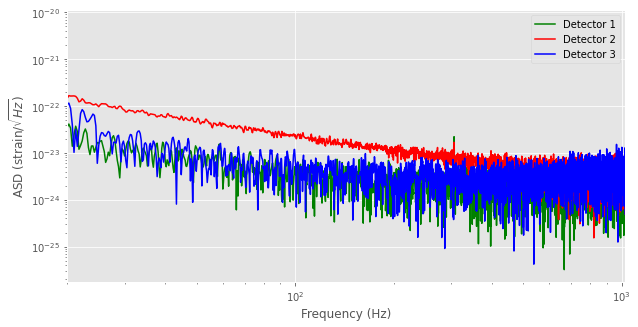 10^{-20}
10^{-21}
10^{-22}
10^{-23}
10^{-24}
10^{-25}
ASD (strain/\sqrt{Hz})
Detector 1
Detector 2
Detector 3
10^2
10^3
Frequency (Hz)